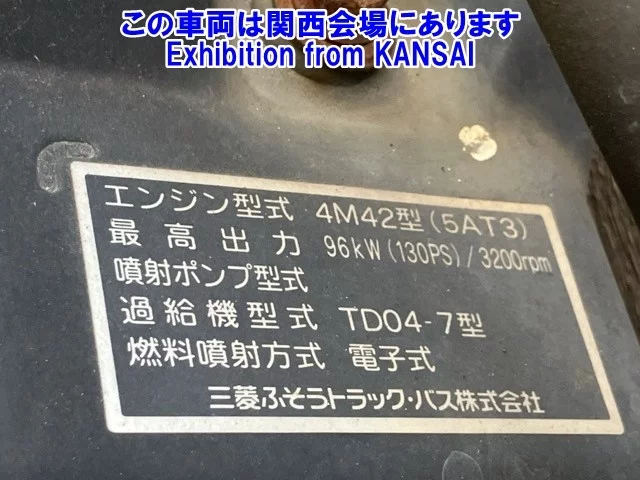 この車両は関西会場にあります
Exhibition from KANSAI
エンジン型式 4M42型(5AT3)
最高出力 96kW(130PS)/3200rpm
噴射ポンプ型式
過給機型式 TD04-7型
燃料噴射方式 電子式
三菱ふそうトラック・バス株式会社